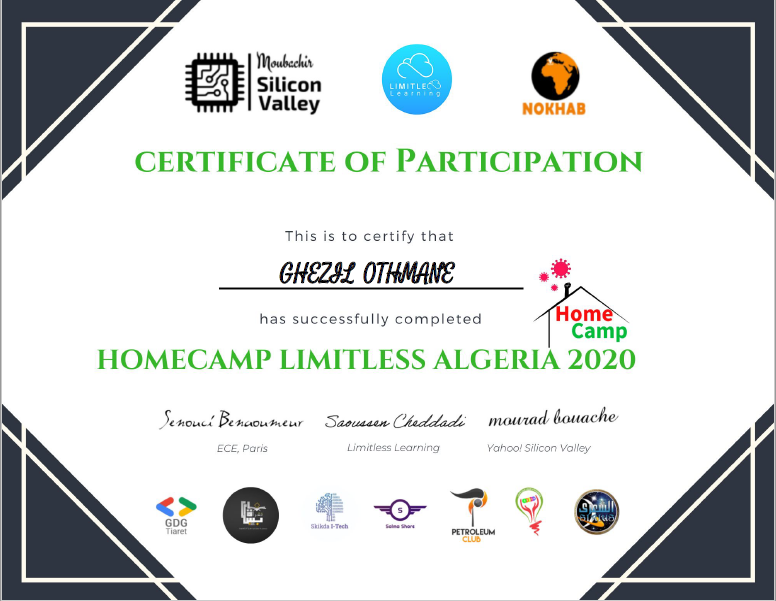 Moubachir
Silicon
Valley
LIMITLE
Learning
NOKHAB
CERTIFICATE OF PARTICIPATION
This is to certify that
GHEZIL OTHMANE
has successfully completed
Home
Camp
HOMECAMP LIMITLESS ALGERIA 2020
Senouci Benaoumeur Saoussen Cheddadi mourad bouache
ECE, Paris Limitless Learning Yahoo! Silicon Valley
GDG
Tiaret
Skikda I-Tech
S
Salma Share
PETROLEUM
CLUB